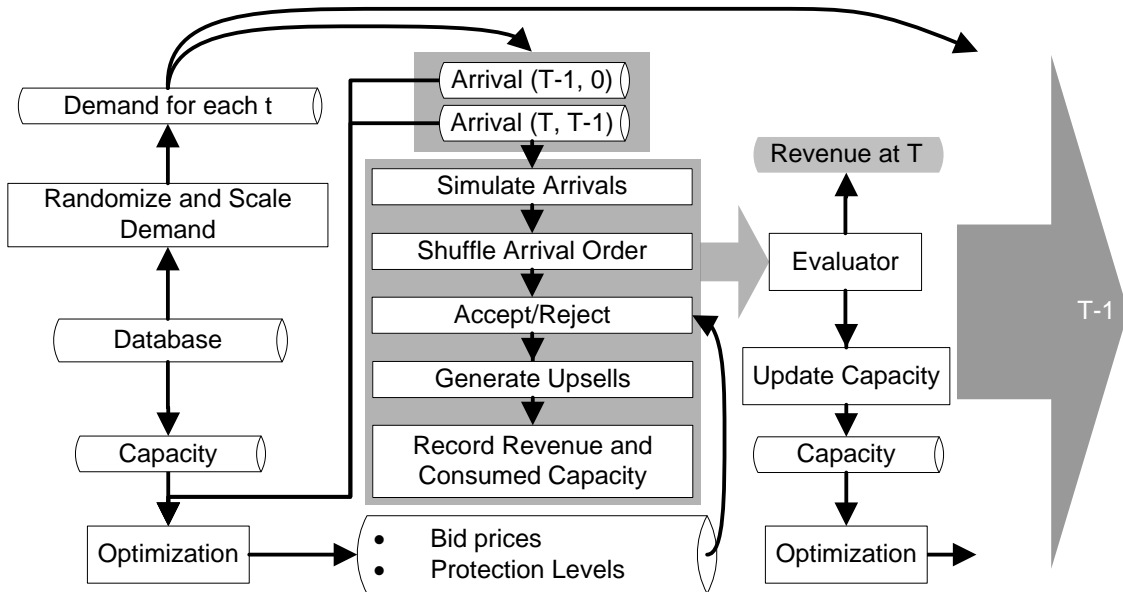 Demand for each t
Randomize and Scale
Demand
Database
Capacity
Optimization
Arrival (T-1, 0)
Arrival (T, T-1)
Simulate Arrivals
Shuffle Arrival Order
Accept/Reject
Generate Upsells
Record Revenue and
Consumed Capacity
• Bid prices
• Protection Levels
Revenue at T
Evaluator
Update Capacity
Capacity
Optimization
T-1